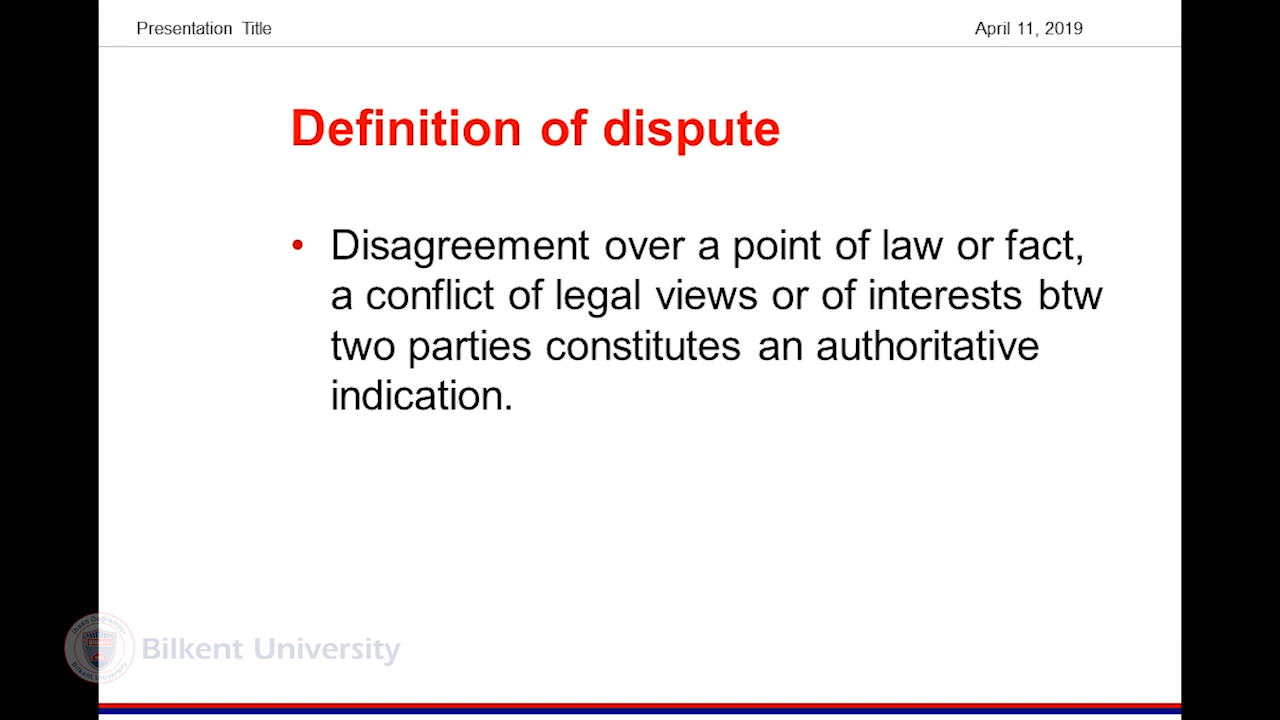 Presentation Title
April 11, 2019
Definition of dispute
• Disagreement over a point of law or fact,
a conflict of legal views or of interests btw
two parties constitutes an authoritative
indication.
Bilkent University